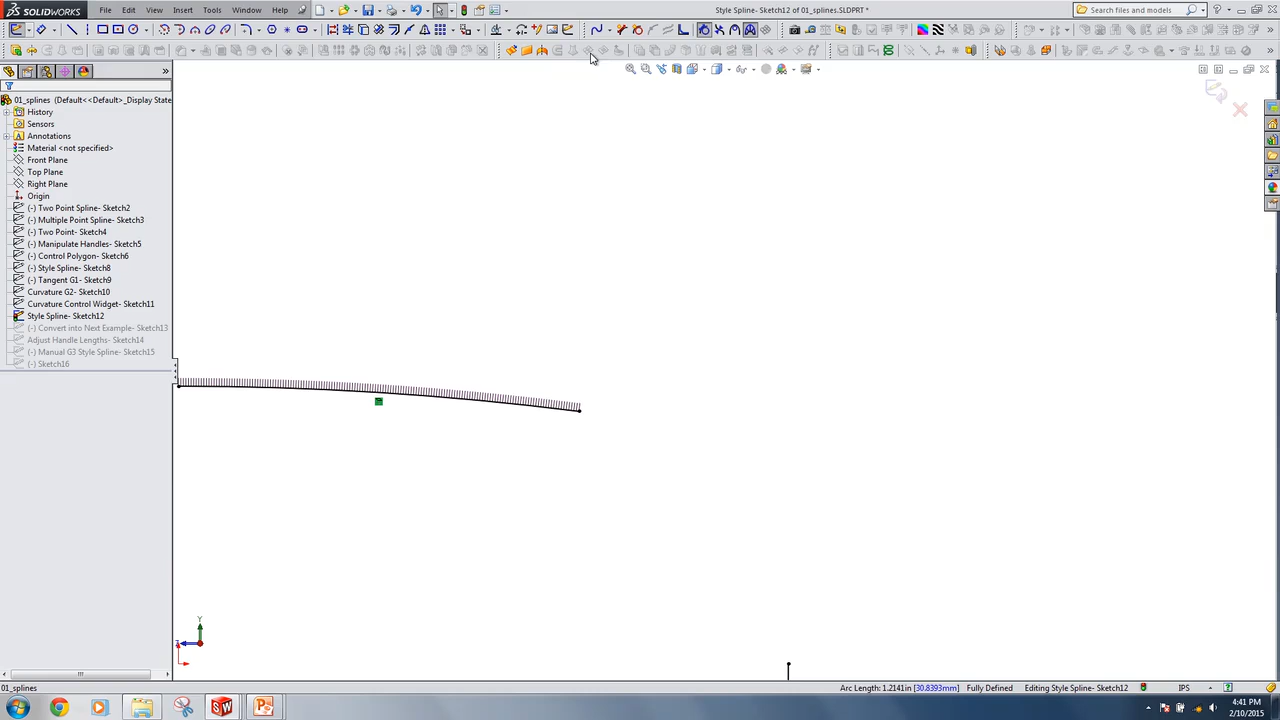 SOLIDWORKS
File Edit View Insert Tools Window Help
Style Spline- Sketch12 of 01_splines.SLDPRT *
Search Commands
01_splines (Default<<Default>_Display State
History
Sensors
Annotations
Material <not specified>
Front Plane
Top Plane
Right Plane
Origin
(-) Two Point Spline- Sketch2
(-) Multiple Point Spline- Sketch3
(-) Two Point- Sketch4
(-) Manipulate Handles- Sketch5
(-) Control Polygon- Sketch6
(-) Style Spline- Sketch8
(-) Tangent G1- Sketch9
Curvature G2- Sketch10
Curvature Control Widget- Sketch11
Style Spline- Sketch12
(-) Convert into Next Example- Sketch13
Adjust Handle Lengths- Sketch14
(-) Manual G3 Style Spline- Sketch15
(-) Sketch16
Y
01_splines
Arc Length: 1.2141in [30.8393mm] Fully Defined Editing Style Spline- Sketch12 IPS
4:41 PM
2/10/2015